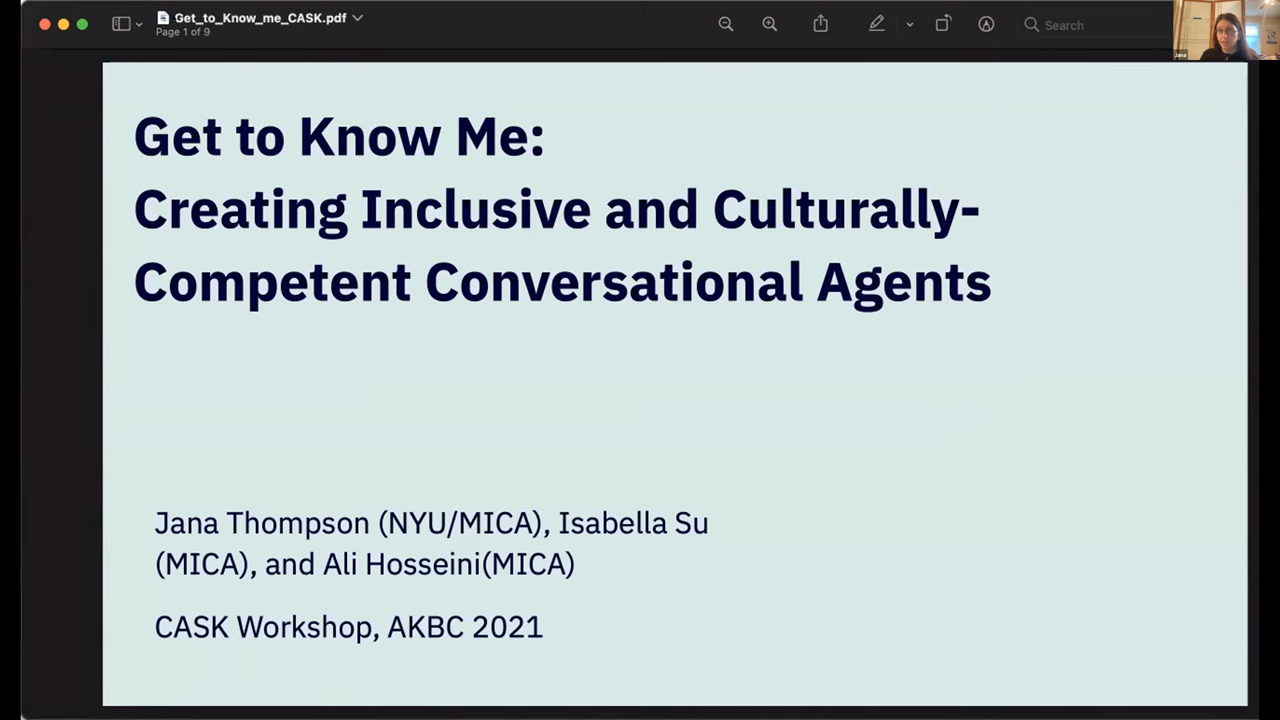 Get_to_Know_me_CASK.pdf
Page 1 of 9
Search
Jana
Get to Know Me:
Creating Inclusive and Culturally-
Competent Conversational Agents
Jana Thompson (NYU/MICA), Isabella Su
(MICA), and Ali Hosseini(MICA)
CASK Workshop, AKBC 2021